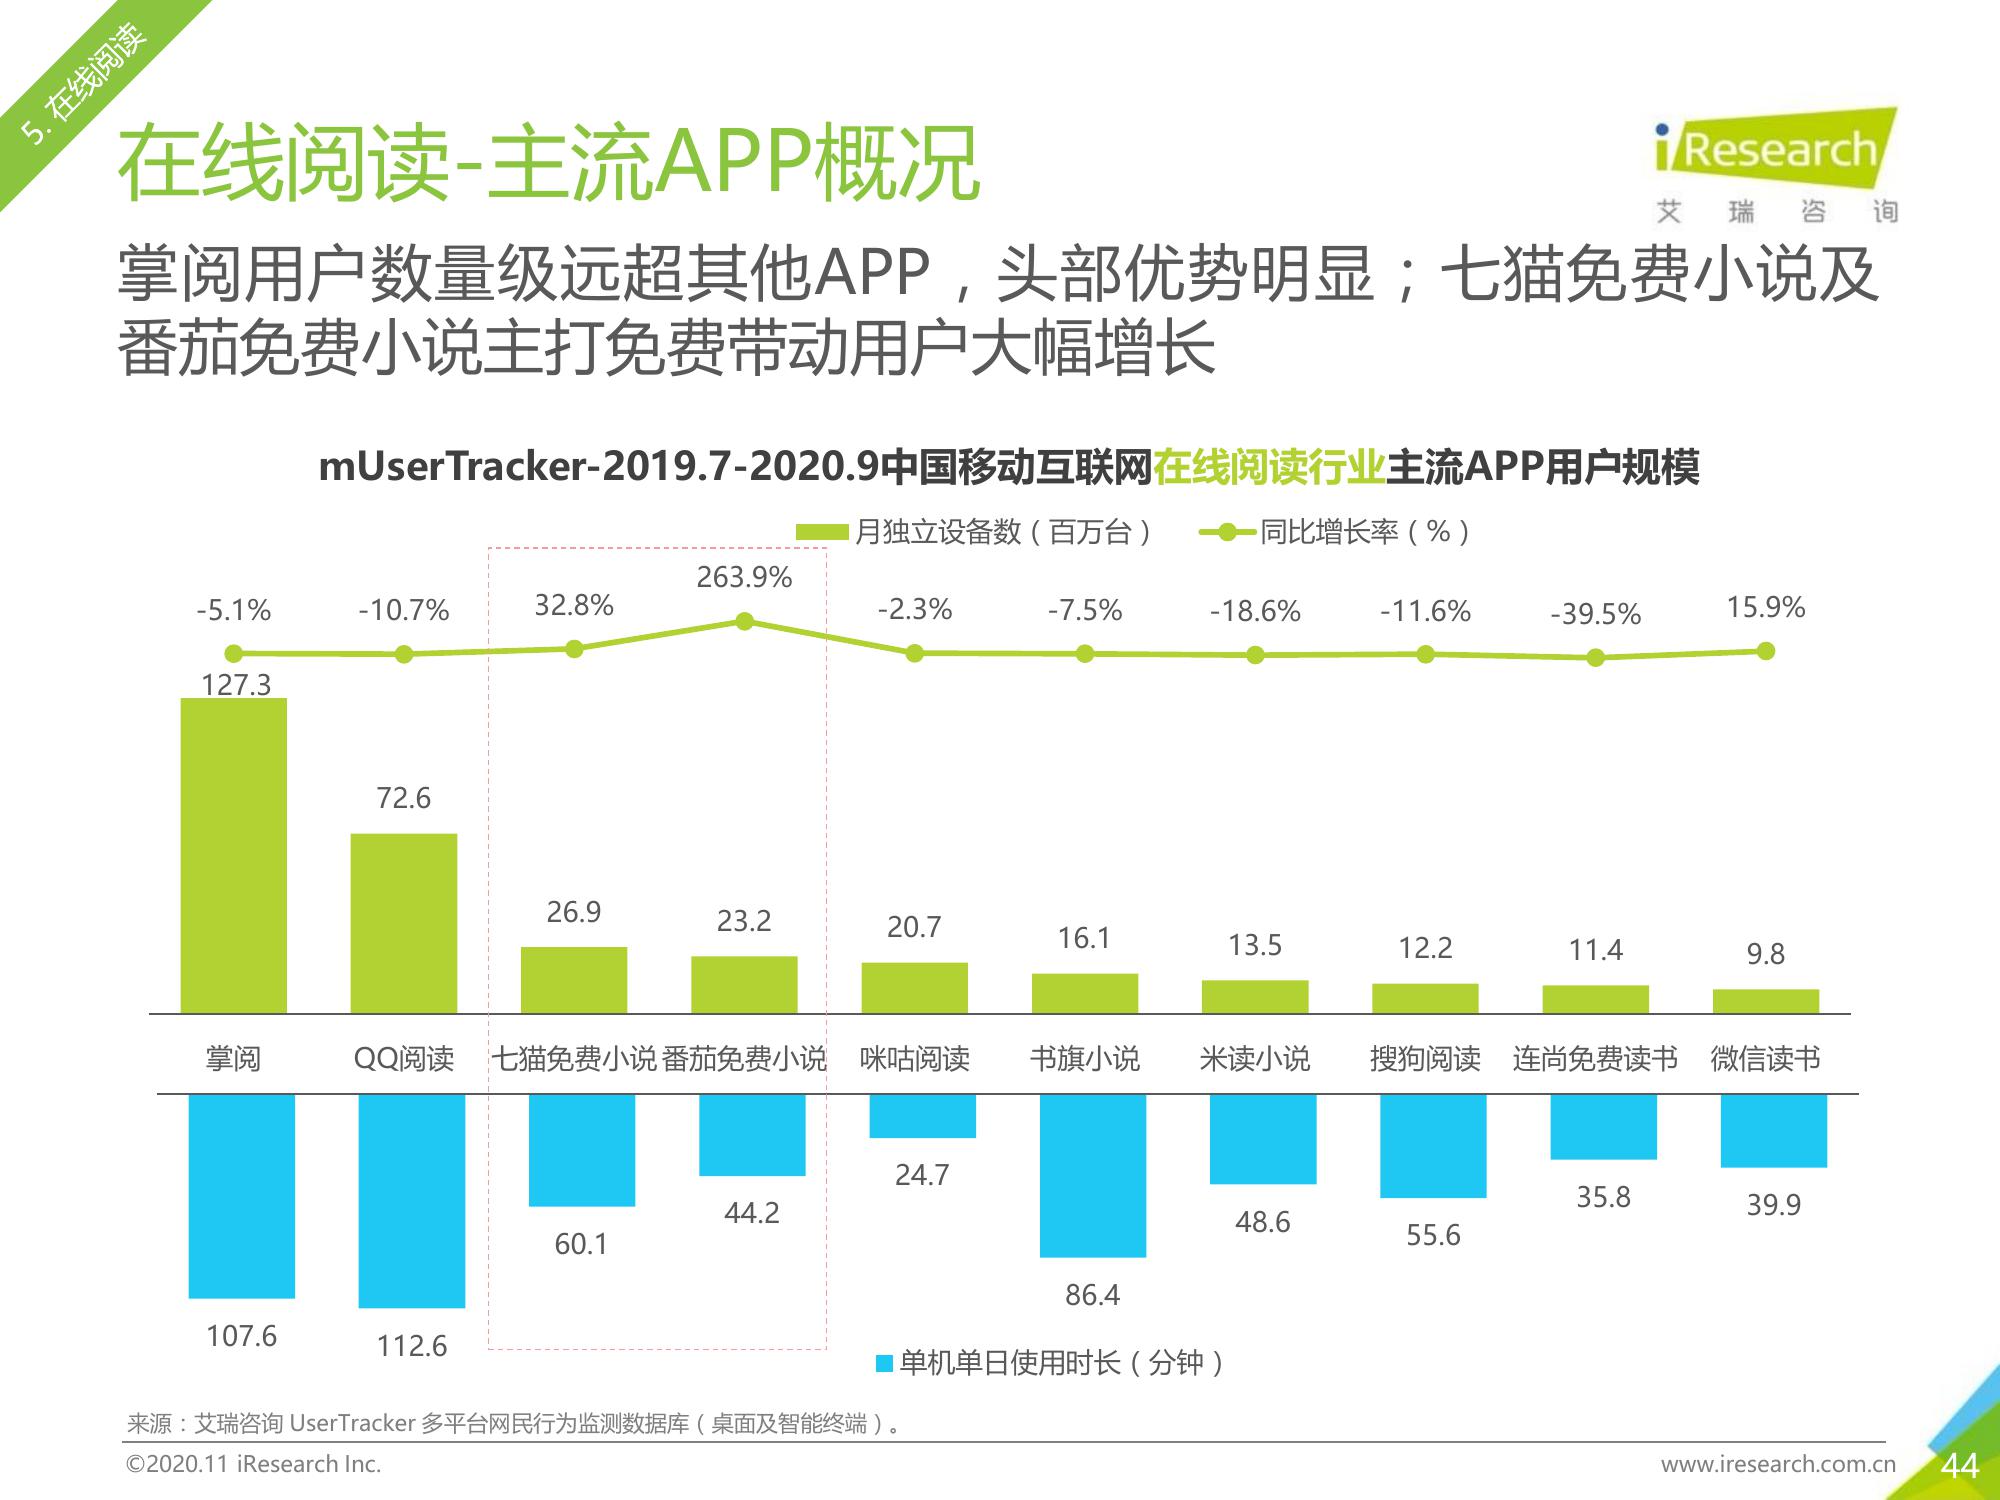 5. 在线阅读
在线阅读-主流APP概况
iResearch
艾瑞咨询
掌阅用户数量级远超其他APP，头部优势明显；七猫免费小说及
番茄免费小说主打免费带动用户大幅增长
mUserTracker-2019.7-2020.9中国移动互联网在线阅读行业主流APP用户规模
月独立设备数（百万台） 同比增长率（%）
-5.1% -10.7% 32.8% 263.9% -2.3% -7.5% -18.6% -11.6% -39.5% 15.9%
127.3 72.6 26.9 23.2 20.7 16.1 13.5 12.2 11.4 9.8
掌阅 QQ阅读 七猫免费小说 番茄免费小说 咪咕阅读 书旗小说 米读小说 搜狗阅读 连尚免费读书 微信读书
107.6 112.6 60.1 44.2 24.7 86.4 48.6 55.6 35.8 39.9
单机单日使用时长（分钟）
来源：艾瑞咨询 UserTracker 多平台网民行为监测数据库（桌面及智能终端）。
©2020.11 iResearch Inc. www.iresearch.com.cn 44